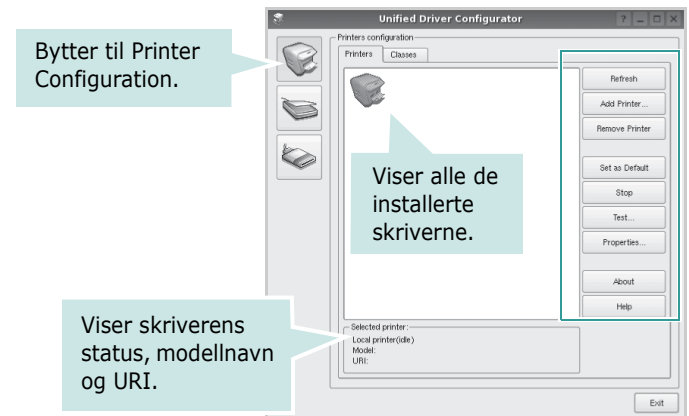 Unified Driver Configurator
Bytter til Printer
Configuration.
Printers configuration
Printers
Classes
Viser alle de
installerte
skriverne.
Refresh
Add Printer...
Remove Printer
Set as Default
Stop
Test...
Properties...
About
Help
Viser skriverens
status, modellnavn
og URI.
Selected printer:
Local printer(idle)
Model:
URI:
Exit